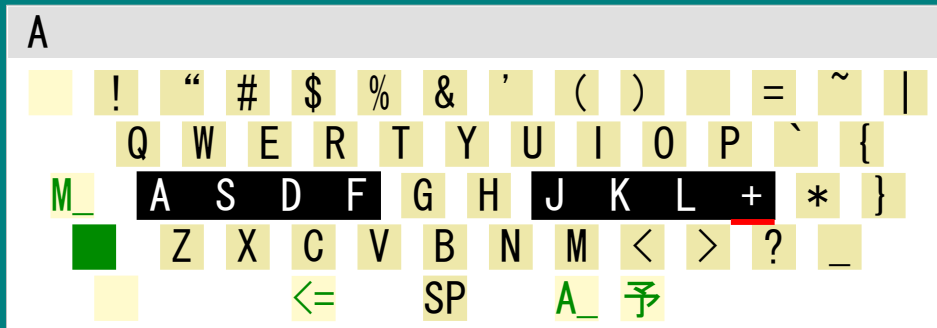 A
! “ # $ % & ’ ( ) = ~ |
Q W E R T Y U I O P ` {
M_ A S D F G H J K L + * }
Z X C V B N M < > ? _
<= SP A_ 予